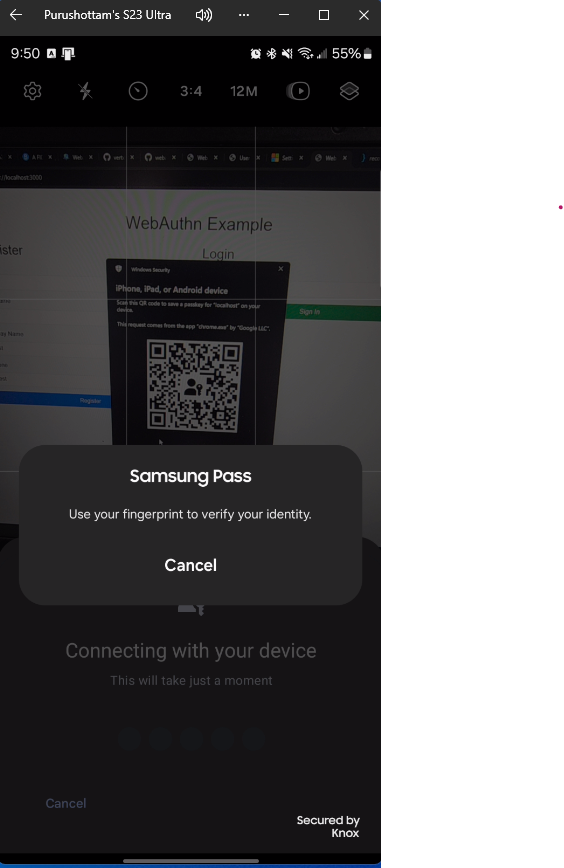 Purushottam's S23 Ultra
9:50
55%
3:4
12M
localhost:3000
WebAuthn Example
Login
Windows Security
iPhone, iPad, or Android device
Scan this QR code to save a passkey for "localhost" on your
device.
This request comes from the app "chrome.exe" by "Google LLC".
Sign In
Register
Samsung Pass
Use your fingerprint to verify your identity.
Cancel
Connecting with your device
This will take just a moment
Cancel
Secured by
Knox